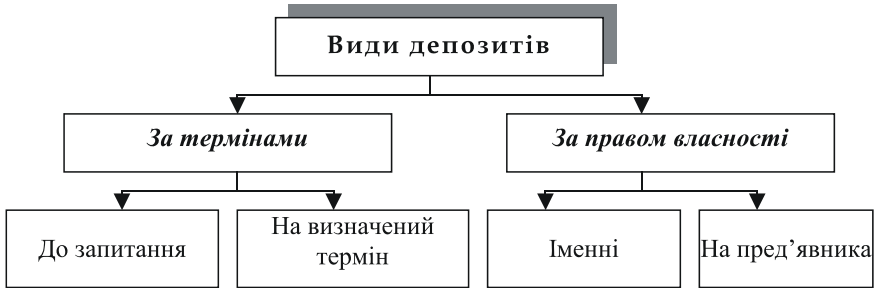 Види депозитів
За термінами
За правом власності
До запитання
На визначений
термін
Іменні
На пред’явника